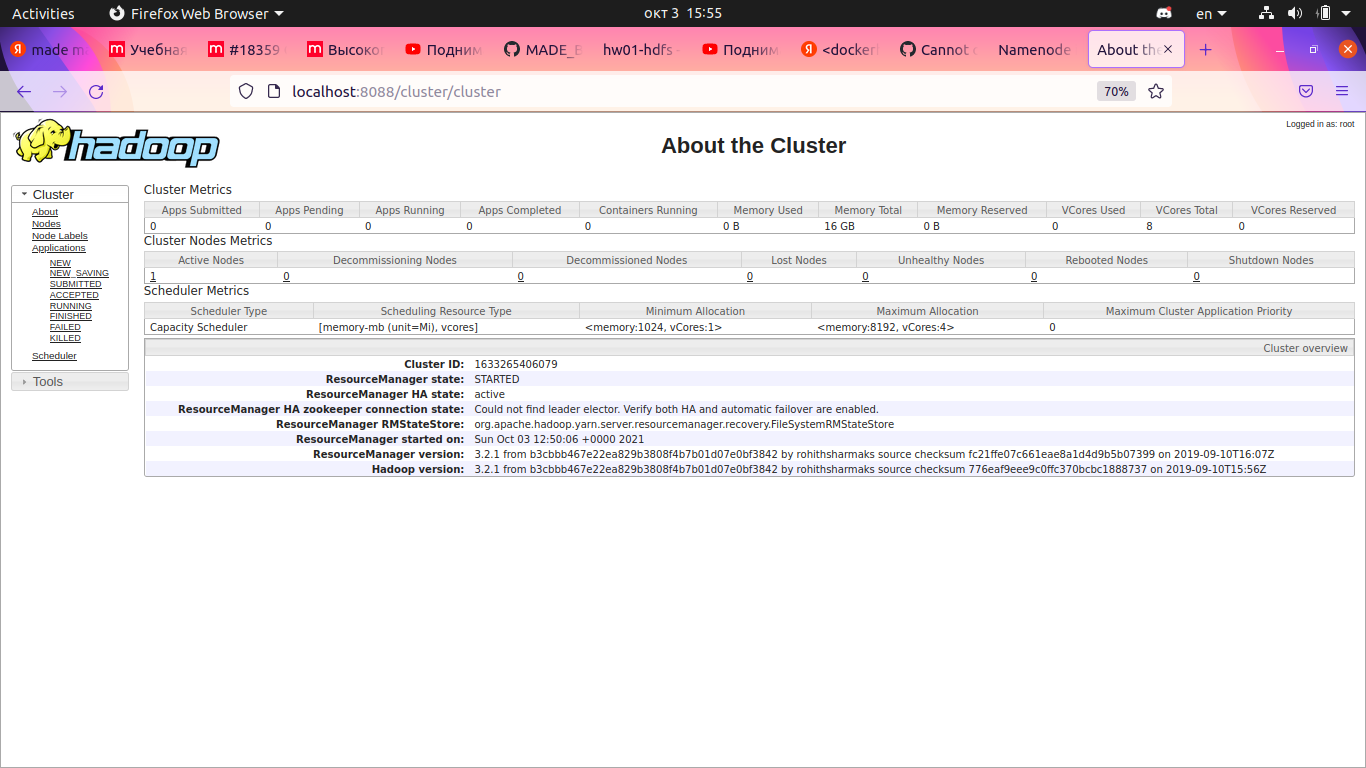 Activities Firefox Web Browser окт 3 15:55 en
made m Учебная #18359 Высоко Подним MADE_B hw01-hdfs - Подним <docker Cannot Namenode About the
localhost:8088/cluster/cluster 70%
Logged in as: root
hadoop
About the Cluster
Cluster
About
Nodes
Node Labels
Applications
NEW
NEW_SAVING
SUBMITTED
ACCEPTED
RUNNING
FINISHED
FAILED
KILLED
Scheduler
Tools
Cluster Metrics
Apps Submitted Apps Pending Apps Running Apps Completed Containers Running Memory Used Memory Total Memory Reserved VCores Used VCores Total VCores Reserved
0 0 0 0 0 0 B 16 GB 0 B 0 8 0
Cluster Nodes Metrics
Active Nodes Decommissioning Nodes Decommissioned Nodes Lost Nodes Unhealthy Nodes Rebooted Nodes Shutdown Nodes
1 0 0 0 0 0 0
Scheduler Metrics
Scheduler Type Scheduling Resource Type Minimum Allocation Maximum Allocation Maximum Cluster Application Priority
Capacity Scheduler [memory-mb (unit=Mi), vcores] <memory:1024, vCores:1> <memory:8192, vCores:4> 0
Cluster overview
Cluster ID: 1633265406079
ResourceManager state: STARTED
ResourceManager HA state: active
ResourceManager HA zookeeper connection state: Could not find leader elector. Verify both HA and automatic failover are enabled.
ResourceManager RMStateStore: org.apache.hadoop.yarn.server.resourcemanager.recovery.FileSystemRMStateStore
ResourceManager started on: Sun Oct 03 12:50:06 +0000 2021
ResourceManager version: 3.2.1 from b3cbbb467e22ea829b3808f4b7b01d07e0bf3842 by rohithsharmaks source checksum fc21ffe07c661eae8a1d4d9b5b07399 on 2019-09-10T16:07Z
Hadoop version: 3.2.1 from b3cbbb467e22ea829b3808f4b7b01d07e0bf3842 by rohithsharmaks source checksum 776eaf9eee9c0ffc370bcbc1888737 on 2019-09-10T15:56Z